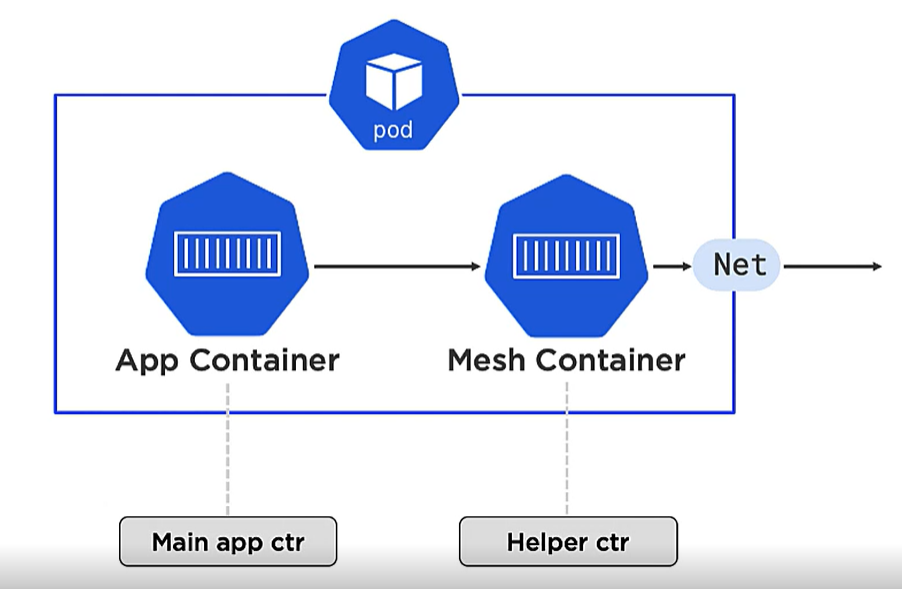 pod
Net
App Container
Mesh Container
Main app ctr
Helper ctr